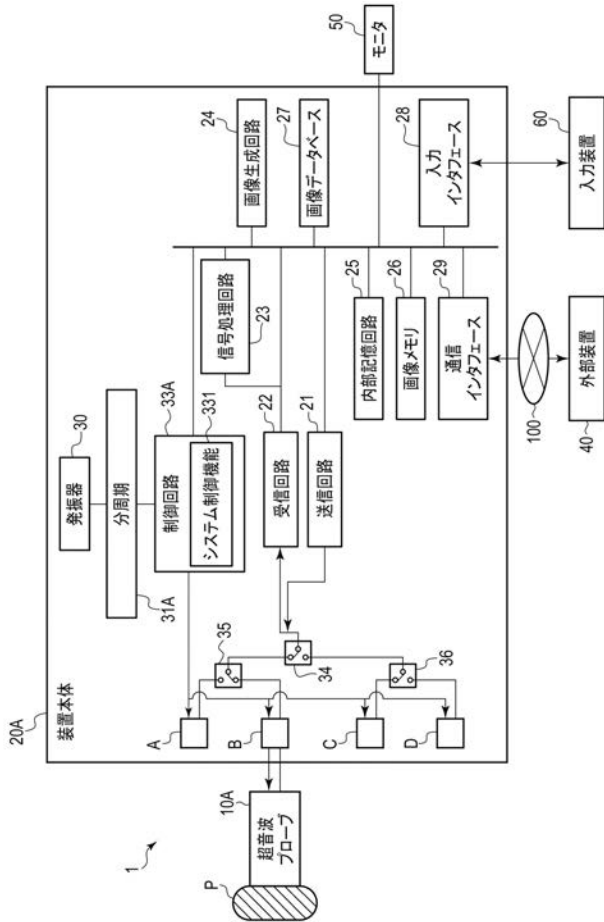 1
20A
装置本体
30
発振器
分周期
31A
33A
制御回路
331
システム制御機能
信号処理回路
23
24
画像生成回路
27
画像データベース
50
モニタ
22
受信回路
21
送信回路
25
内部記憶回路
26
画像メモリ
29
通信
インタフェース
28
入力
インタフェース
35
34
36
A
B
C
D
P
10A
超音波
プローブ
100
40
外部装置
60
入力装置